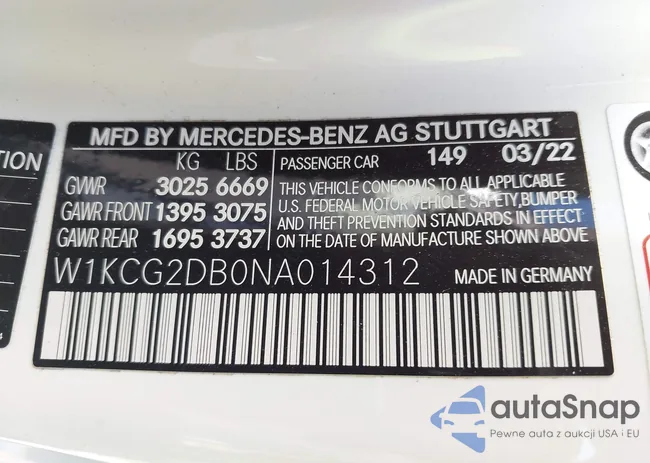 MFD BY MERCEDES-BENZ AG STUTTGART
KG LBS
PASSENGER CAR 149 03/22
GVWR 3025 6669
GAWR FRONT 1395 3075
GAWR REAR 1695 3737
THIS VEHICLE CONFORMS TO ALL APPLICABLE
U.S. FEDERAL MOTOR VEHICLE SAFETY,BUMPER
AND THEFT PREVENTION STANDARDS IN EFFECT
ON DATE OF MANUFACTURE SHOWN ABOVE
W1KCG2DB0NA014312
MADE IN GERMANY
TION
autaSnap
Pewne auta z aukcji USA i EU